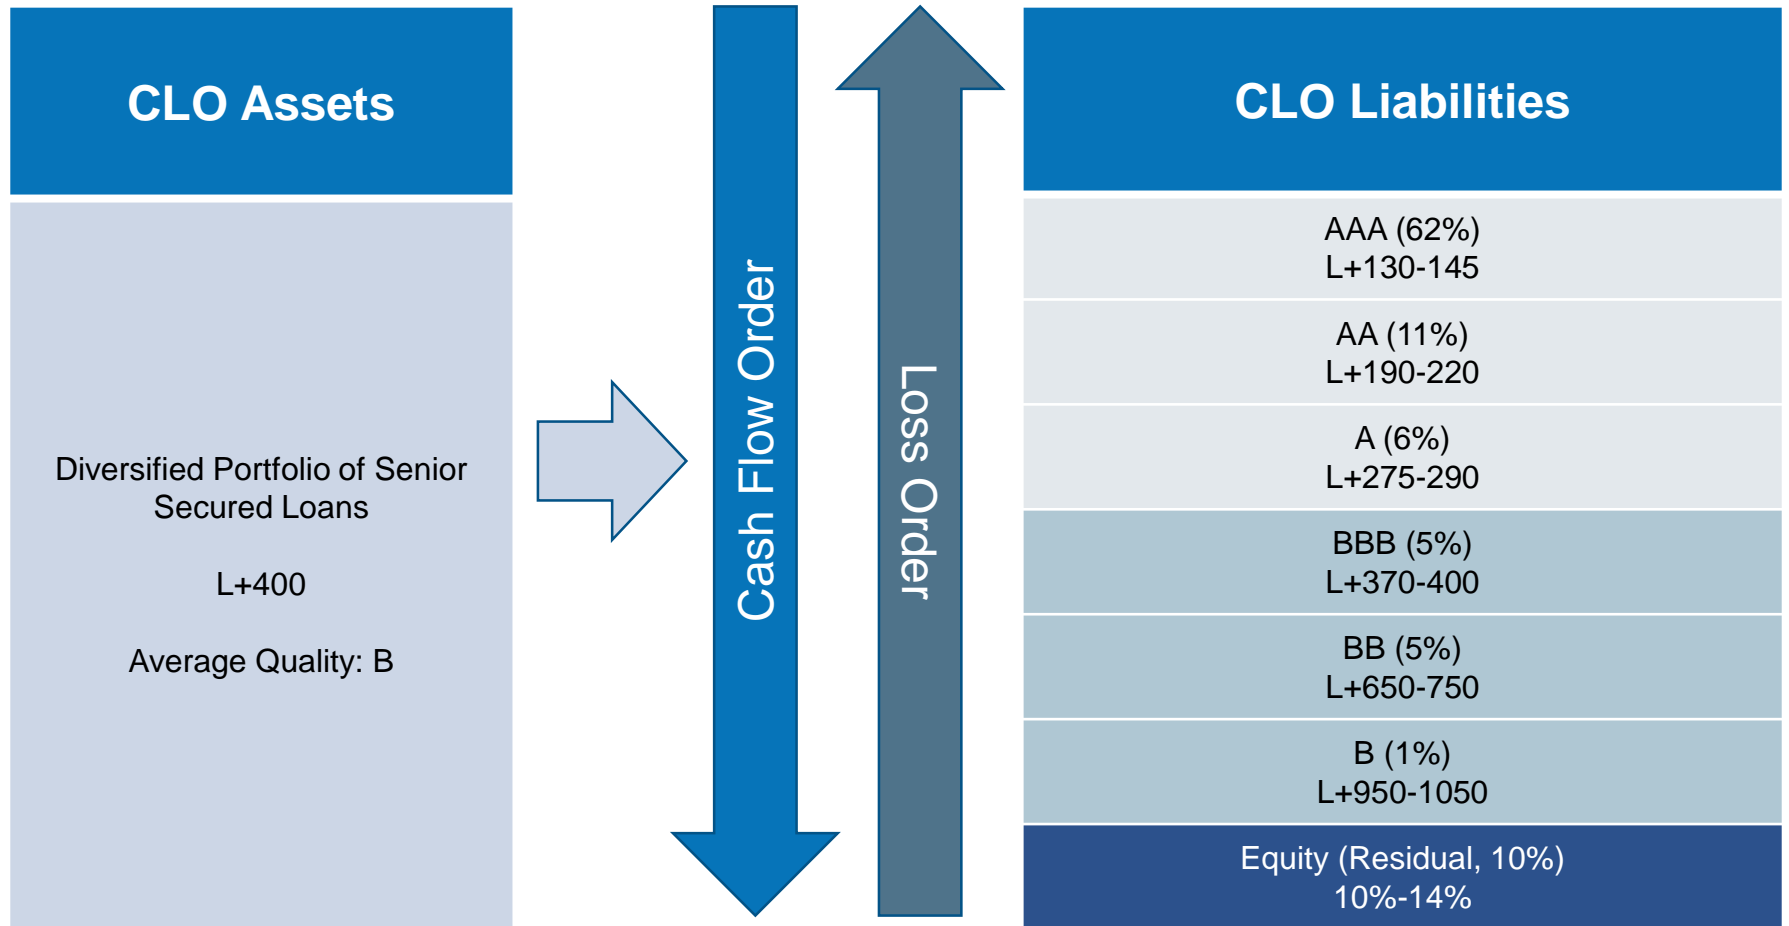 CLO Assets
Diversified Portfolio of Senior
Secured Loans
L+400
Average Quality: B
Cash Flow Order
Loss Order
CLO Liabilities
AAA (62%)
L+130-145
AA (11%)
L+190-220
A (6%)
L+275-290
BBB (5%)
L+370-400
BB (5%)
L+650-750
B (1%)
L+950-1050
Equity (Residual, 10%)
10%-14%